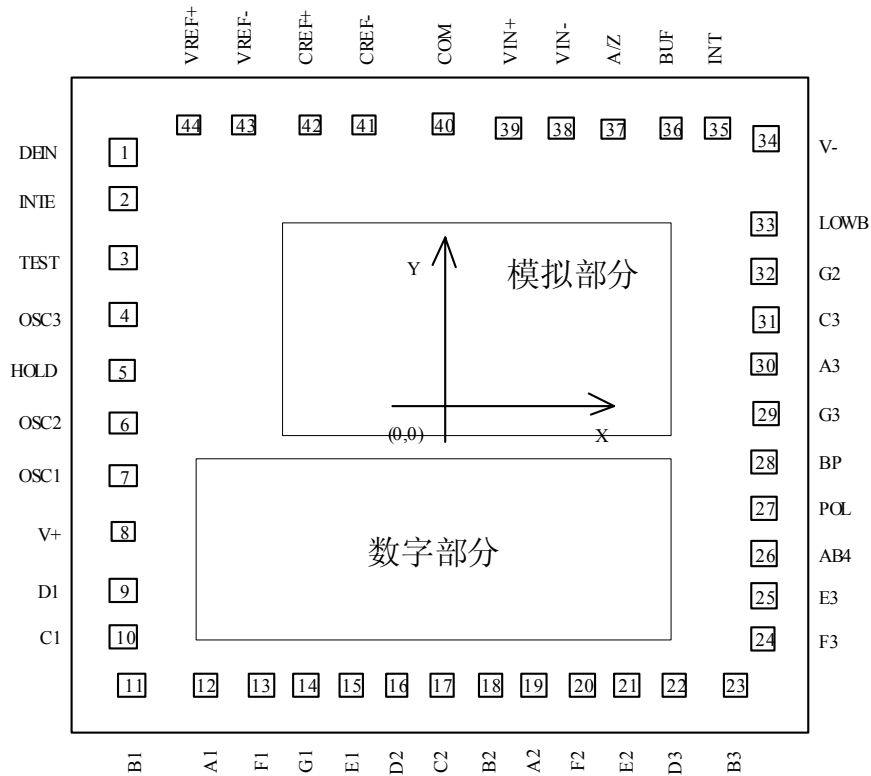 VREF+ VREF- CREF+ CREF- COM VIN+ VIN- A/Z BUF INT
44 43 42 41 40 39 38 37 36 35
DEIN 1 34 V-
INTE 2 33 LOWB
TEST 3 Y 模拟部分 32 G2
OSC3 4 31 C3
HOLD 5 30 A3
OSC2 6 (0,0) X 29 G3
OSC1 7 28 BP
V+ 8 27 POL
数字部分 26 AB4
D1 9 25 E3
C1 10 24 F3
11 12 13 14 15 16 17 18 19 20 21 22 23
B1 A1 F1 G1 E1 D2 C2 B2 A2 F2 E2 D3 B3